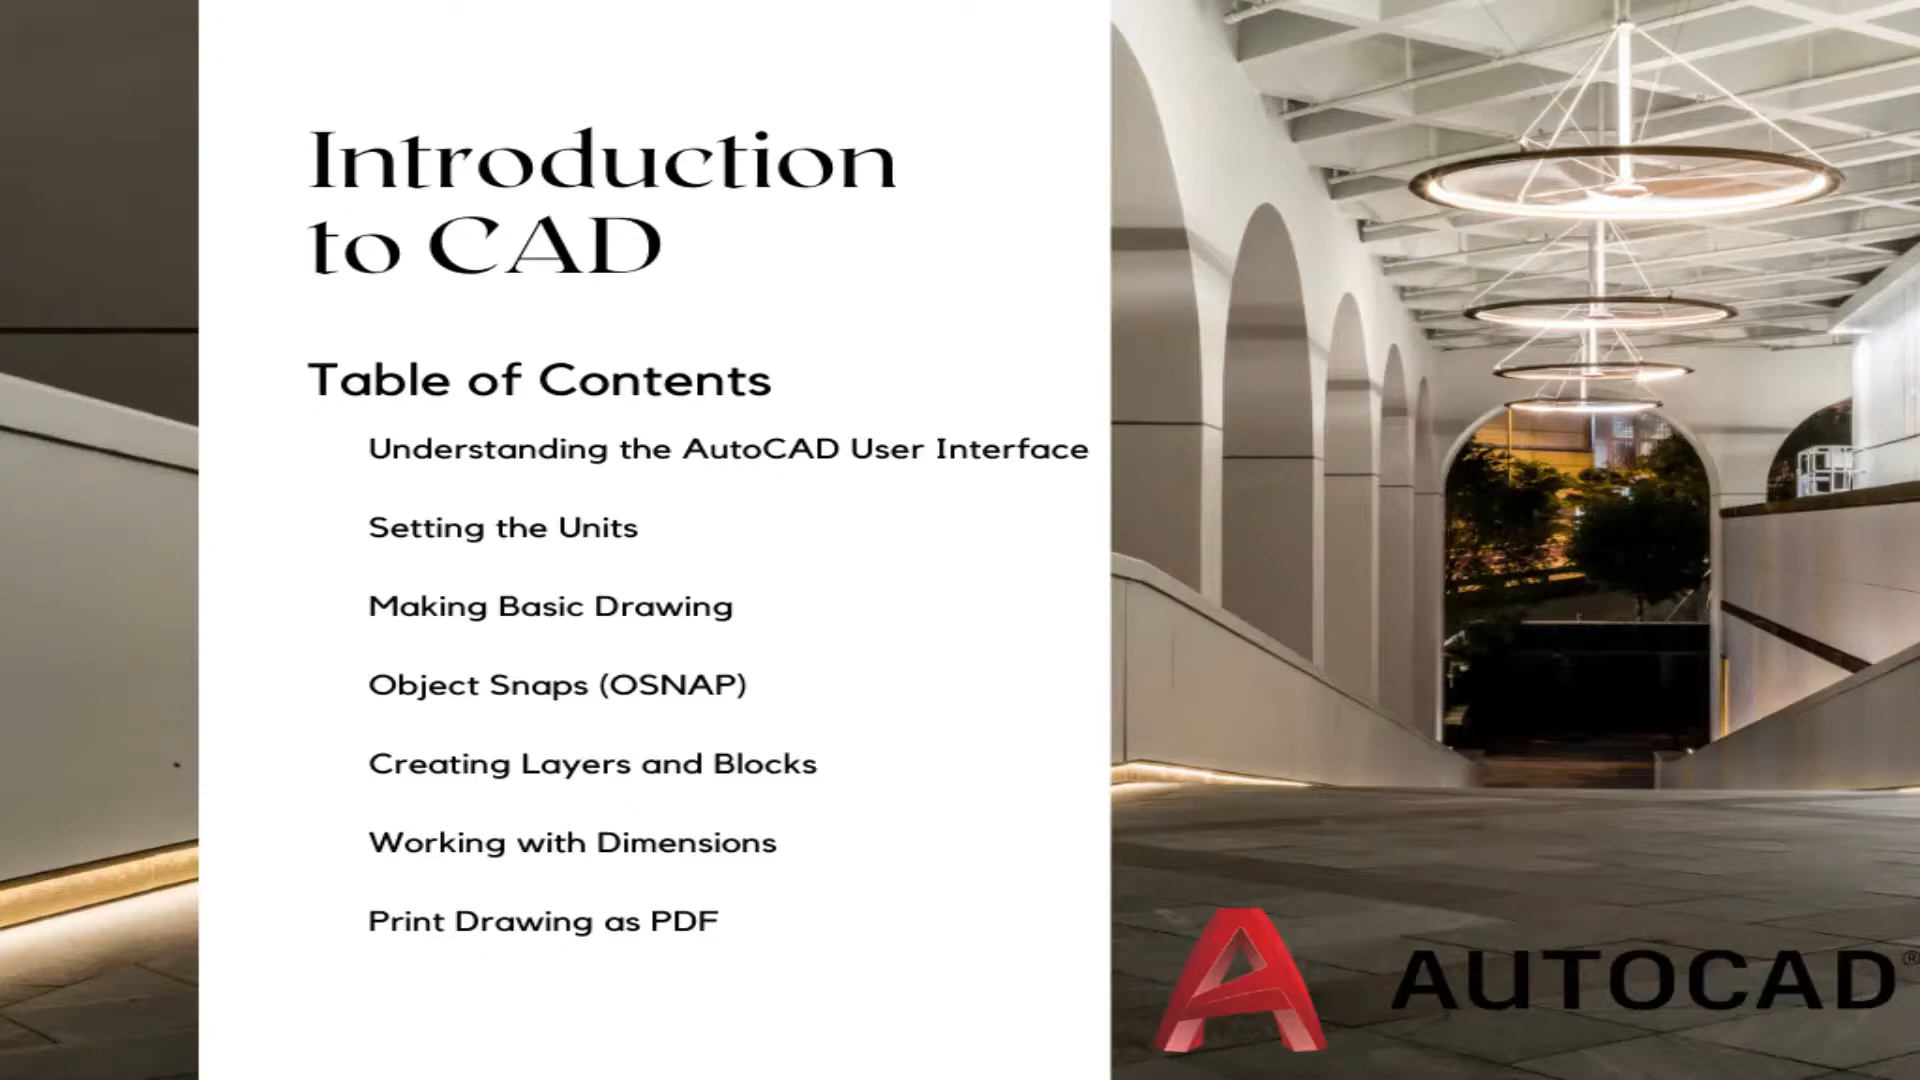 Introduction
to CAD
Table of Contents
Understanding the AutoCAD User Interface
Setting the Units
Making Basic Drawing
Object Snaps (OSNAP)
Creating Layers and Blocks
Working with Dimensions
Print Drawing as PDF
AUTOCAD®